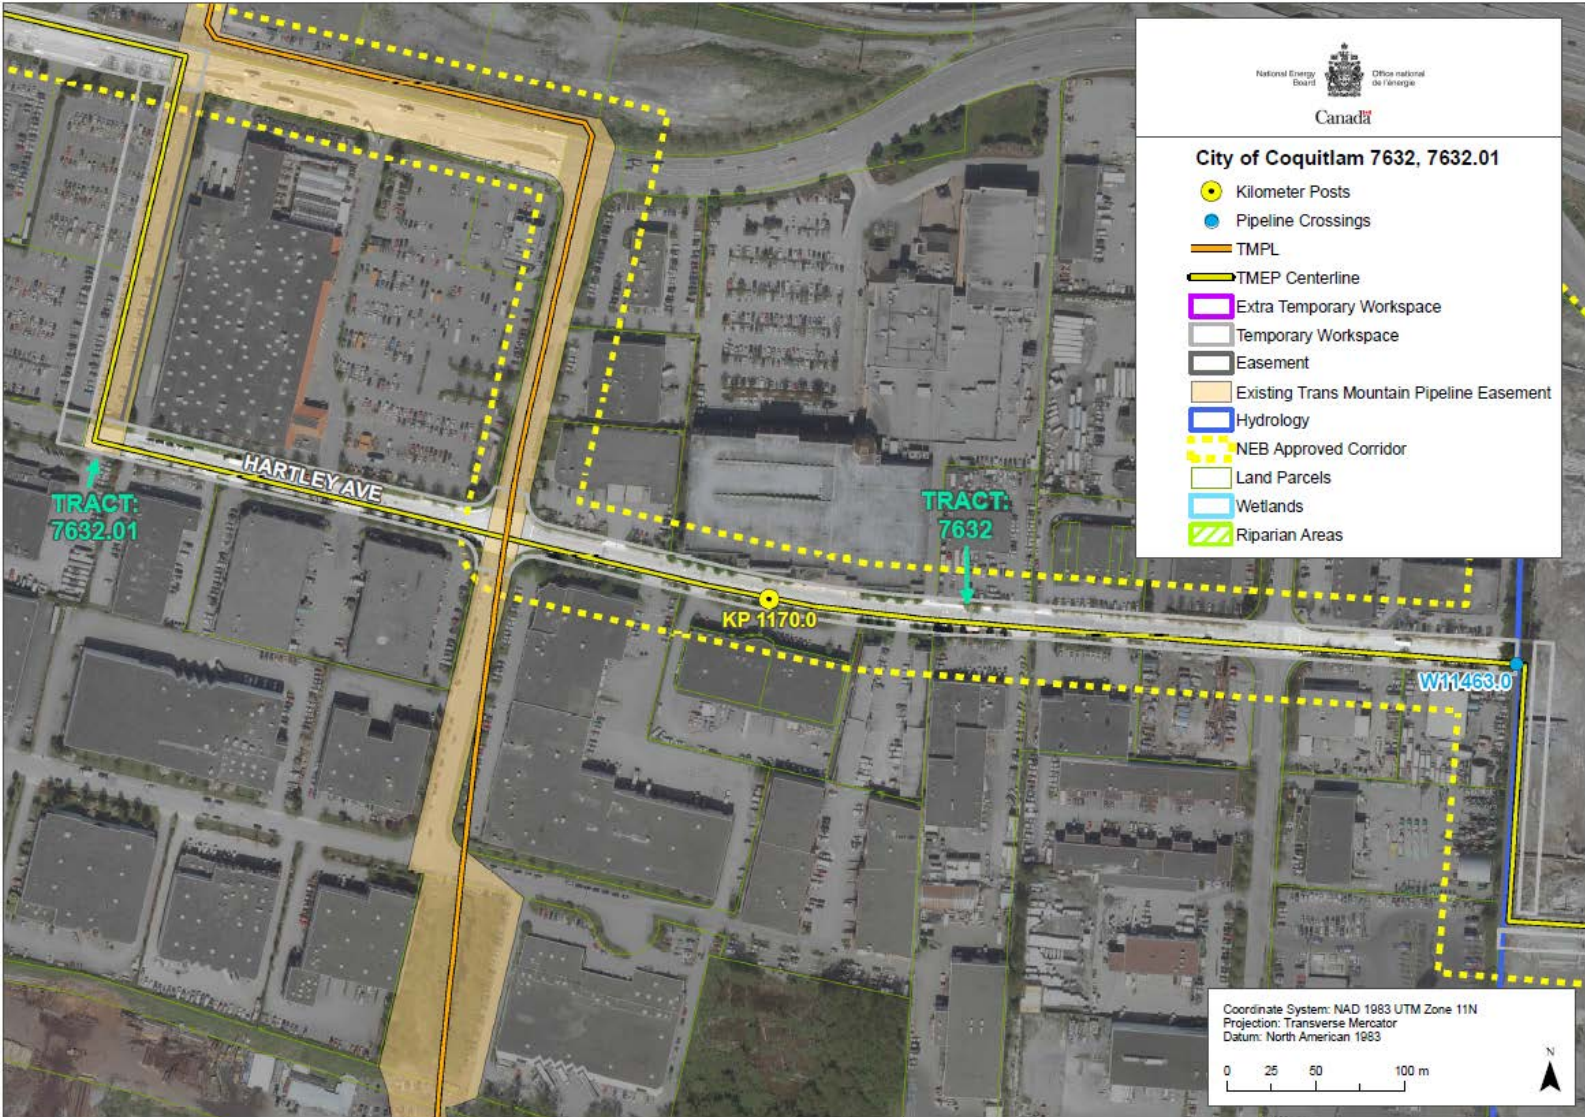 National Energy
Board
Office national
de l'énergie
Canada
City of Coquitlam 7632, 7632.01
Kilometer Posts
Pipeline Crossings
TMPL
TMEP Centerline
Extra Temporary Workspace
Temporary Workspace
Easement
Existing Trans Mountain Pipeline Easement
Hydrology
NEB Approved Corridor
Land Parcels
Wetlands
Riparian Areas
HARTLEY AVE
TRACT:
7632.01
TRACT:
7632
KP 1170.0
W11463.0
Coordinate System: NAD 1983 UTM Zone 11N
Projection: Transverse Mercator
Datum: North American 1983
0 25 50 100 m
N